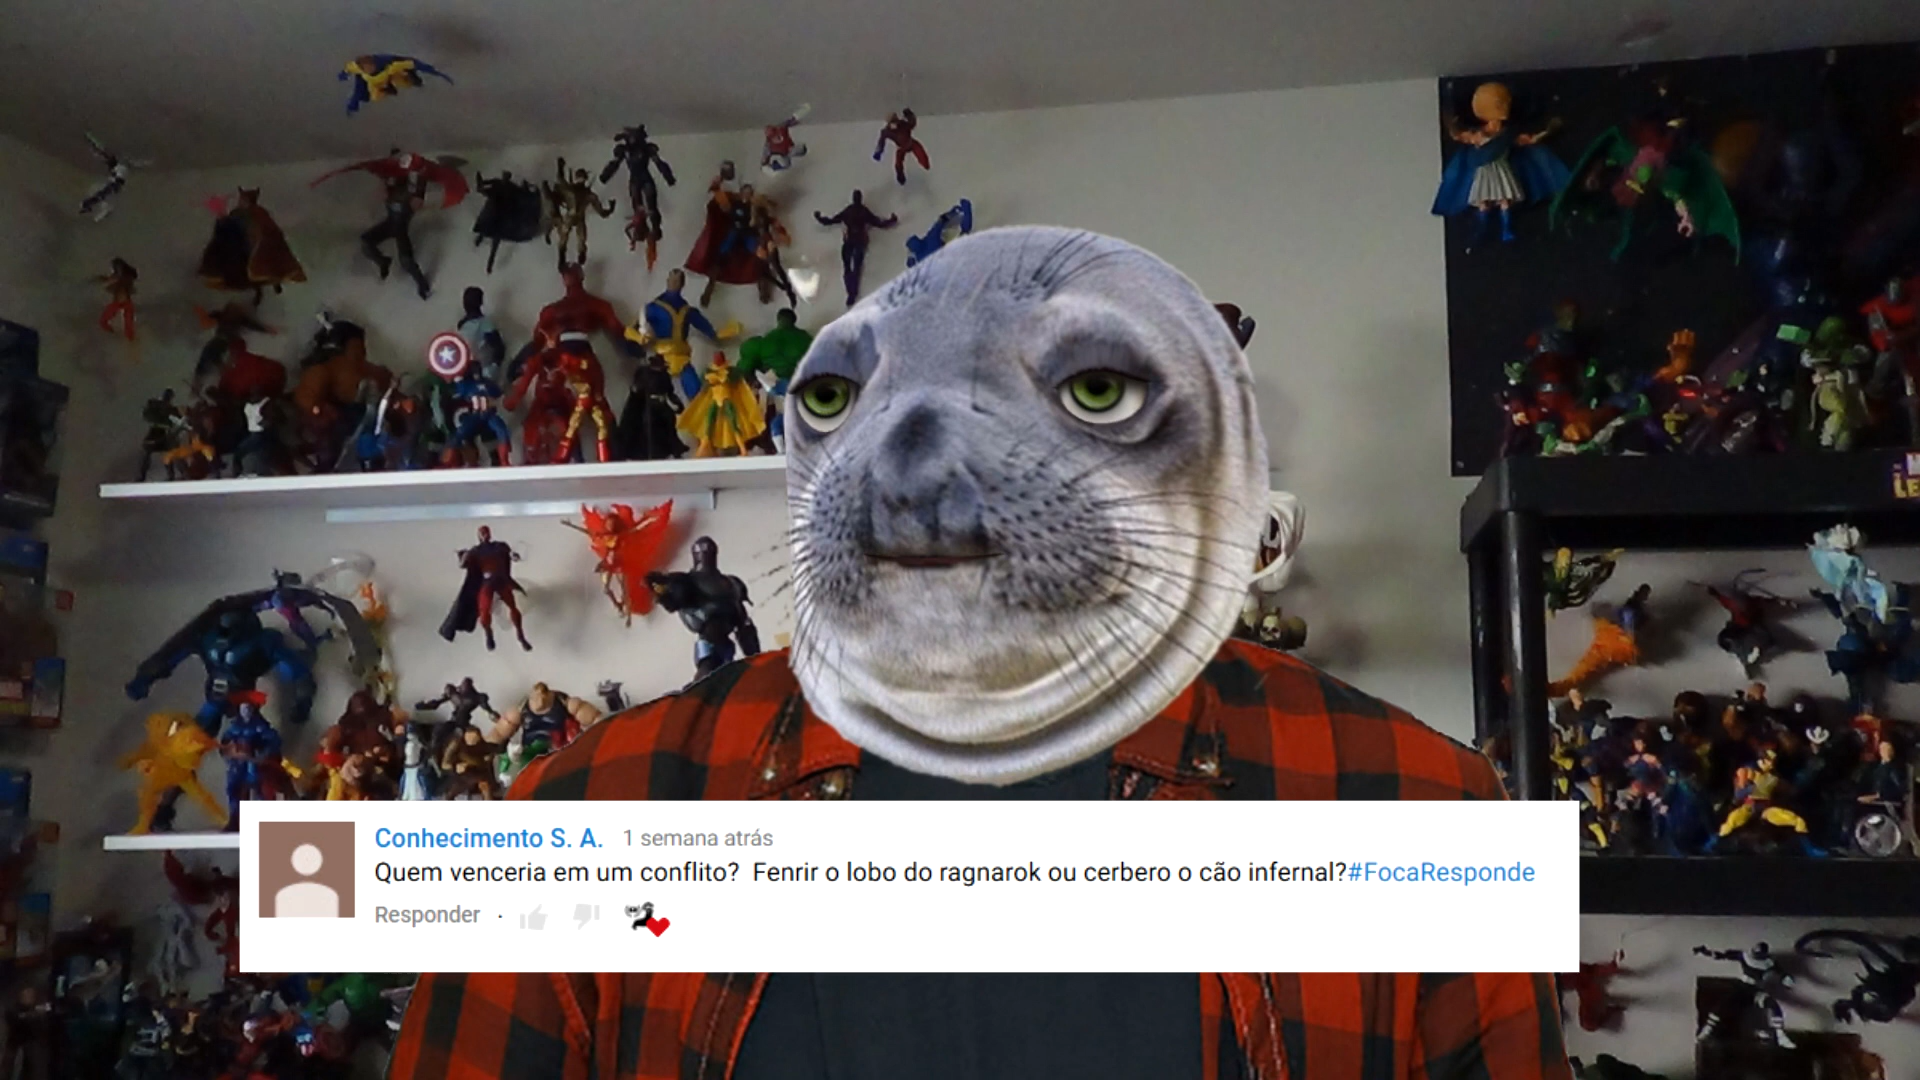 Conhecimento S. A. 1 semana atrás
Quem venceria em um conflito? Fenrir o lobo do ragnarok ou cerbero o cão infernal?#FocaResponde
Responder ·